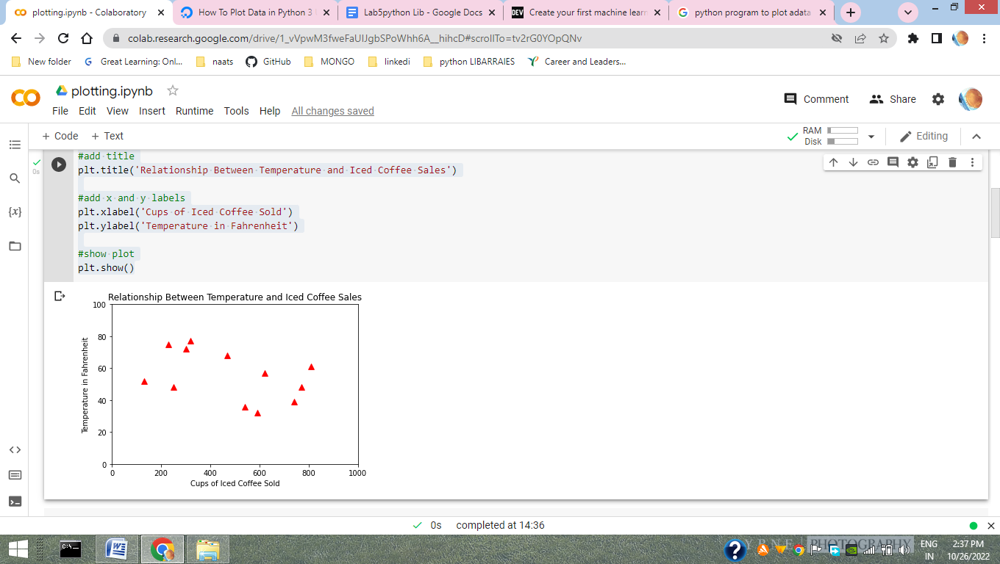 plotting.ipynb - Colaboratory
How To Plot Data in Python 3
Lab5python Lib - Google Docs
DEV Create your first machine learn
python program to plot adata
colab.research.google.com/drive/1_vVpwM3fweFaUIJgbSPoWhh6A__hihcD#scrollTo=tv2rG0YOpQNv
New folder
Great Learning: Onl...
naats
GitHub
MONGO
linkedi
python LIBARRAIES
Career and Leaders...
plotting.ipynb
Comment
Share
File Edit View Insert Runtime Tools Help All changes saved
+ Code + Text
RAM
Disk
Editing
0s
#add title
plt.title('Relationship Between Temperature and Iced Coffee Sales')
#add x and y labels
plt.xlabel('Cups of Iced Coffee Sold')
plt.ylabel('Temperature in Fahrenheit')
#show plot
plt.show()
{x}
Relationship Between Temperature and Iced Coffee Sales
100
80
60
40
20
0
Temperature in Fahrenheit
0 200 400 600 800 1000
Cups of Iced Coffee Sold
0s completed at 14:36
PHOTOGRAPHY
ENG
IN
2:37 PM
10/26/2022